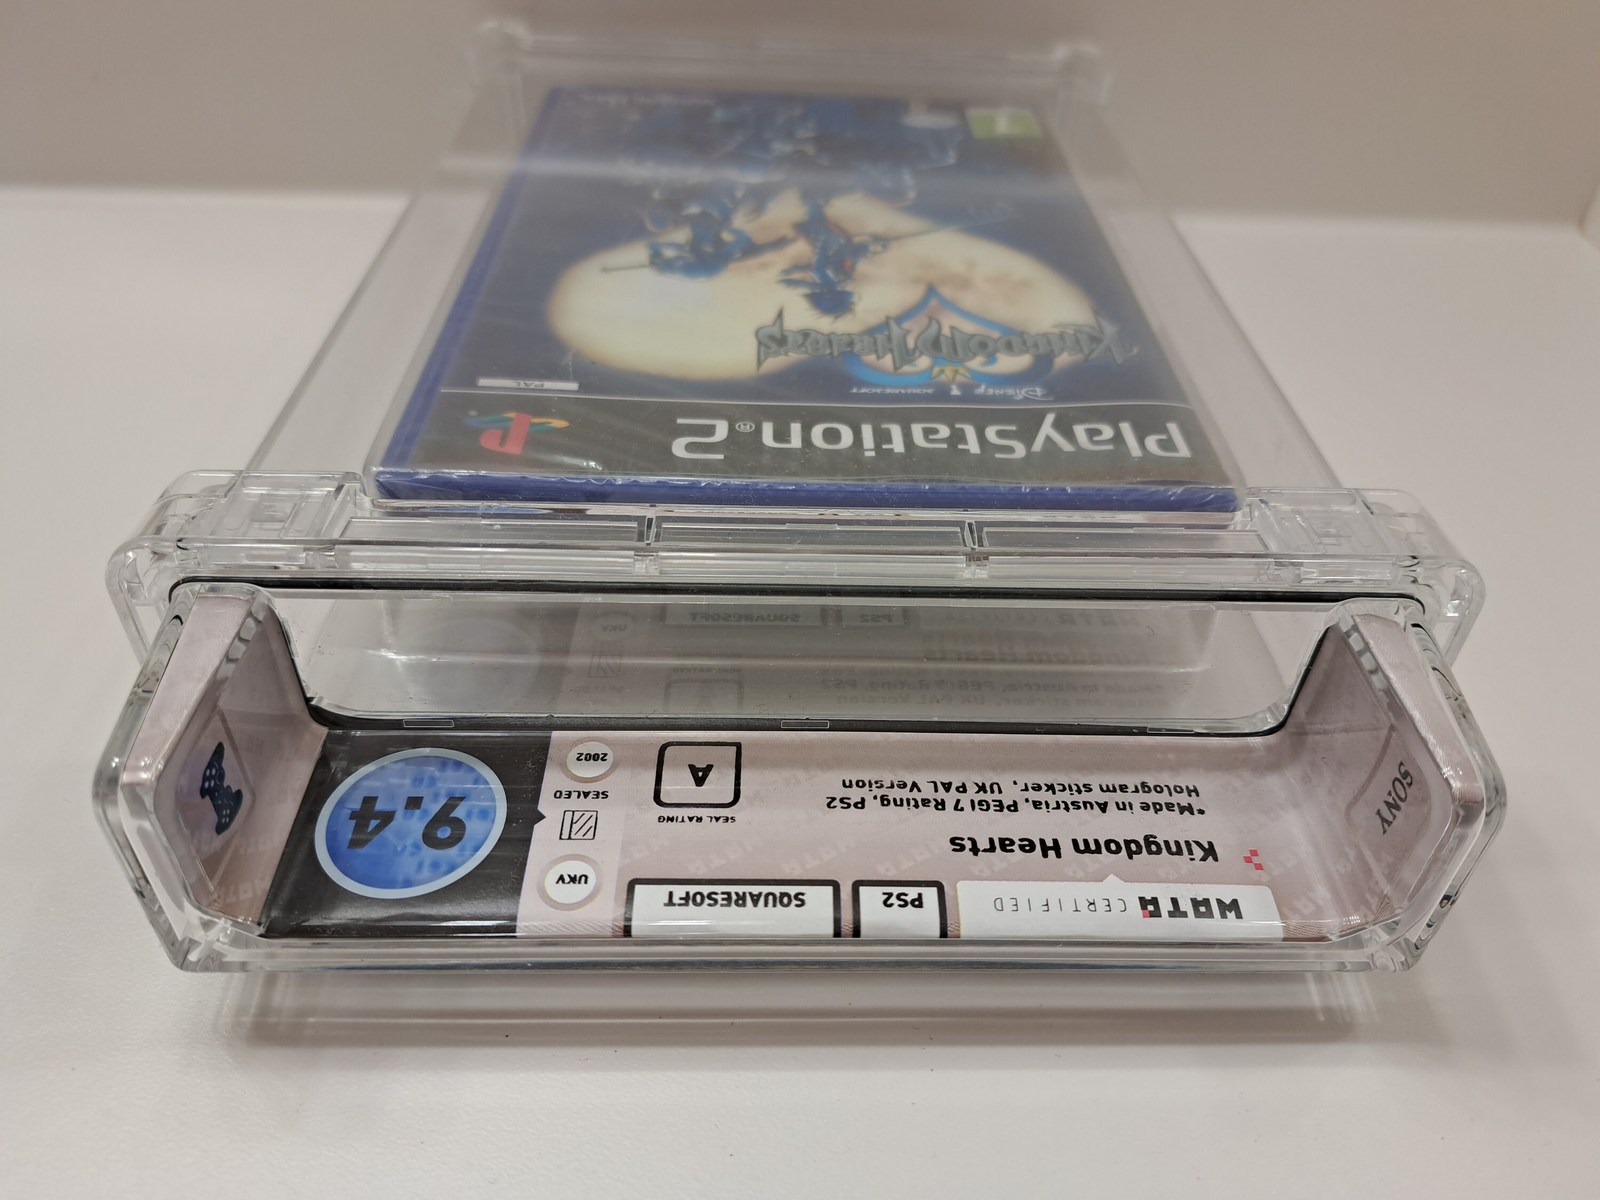 WATA CERTIFIED
PS2
SQUARESOFT
Kingdom Hearts
*Made in Austria, PEGI 7 Rating, PS2
Hologram sticker, UK PAL Version
SEAL RATING
A
UKV
SEALED
2002
9.4
SONY
PlayStation®2
Disney
SQUARESOFT
Kingdom Hearts
PAL